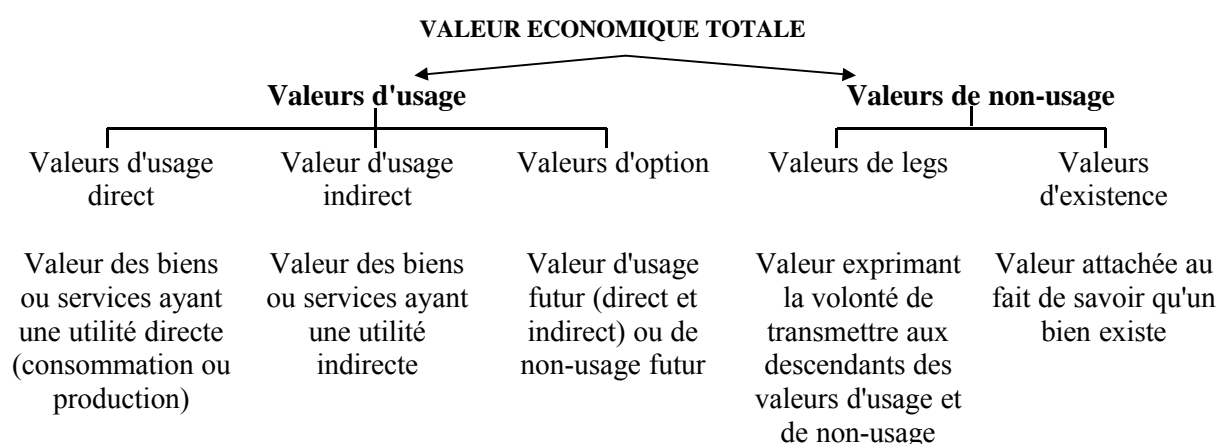 VALEUR ECONOMIQUE TOTALE
Valeurs d'usage
Valeurs de non-usage
Valeurs d'usage
direct
Valeur d'usage
indirect
Valeurs d'option
Valeurs de legs
Valeurs
d'existence
Valeur des biens
ou services ayant
une utilité directe
(consommation ou
production)
Valeur des biens
ou services ayant
une utilité
indirecte
Valeur d'usage
futur (direct et
indirect) ou de
non-usage futur
Valeur exprimant
la volonté de
transmettre aux
descendants des
valeurs d'usage et
de non-usage
Valeur attachée au
fait de savoir qu'un
bien existe